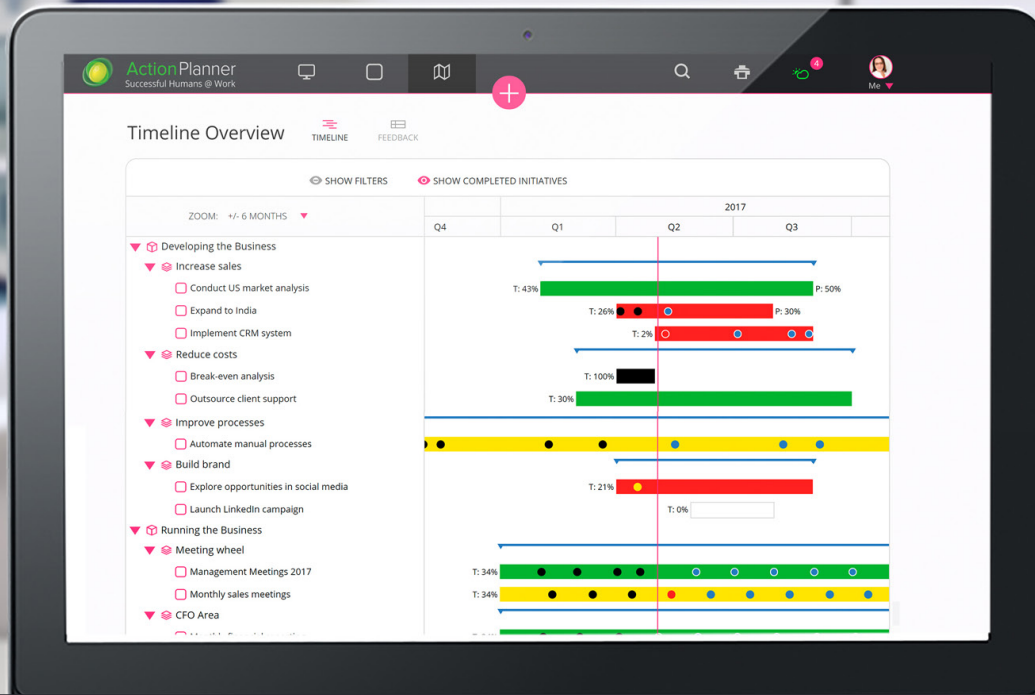 ActionPlanner
Successful Humans @ Work
4
Me
Timeline Overview
TIMELINE
FEEDBACK
SHOW FILTERS
SHOW COMPLETED INITIATIVES
ZOOM: +/- 6 MONTHS
2017
Q4 Q1 Q2 Q3
Developing the Business
Increase sales
Conduct US market analysis T: 43% P: 50%
Expand to India T: 26% P: 30%
Implement CRM system T: 2%
Reduce costs
Break-even analysis T: 100%
Outsource client support T: 30%
Improve processes
Automate manual processes
Build brand
Explore opportunities in social media T: 21%
Launch LinkedIn campaign T: 0%
Running the Business
Meeting wheel
Management Meetings 2017 T: 34%
Monthly sales meetings T: 34%
CFO Area